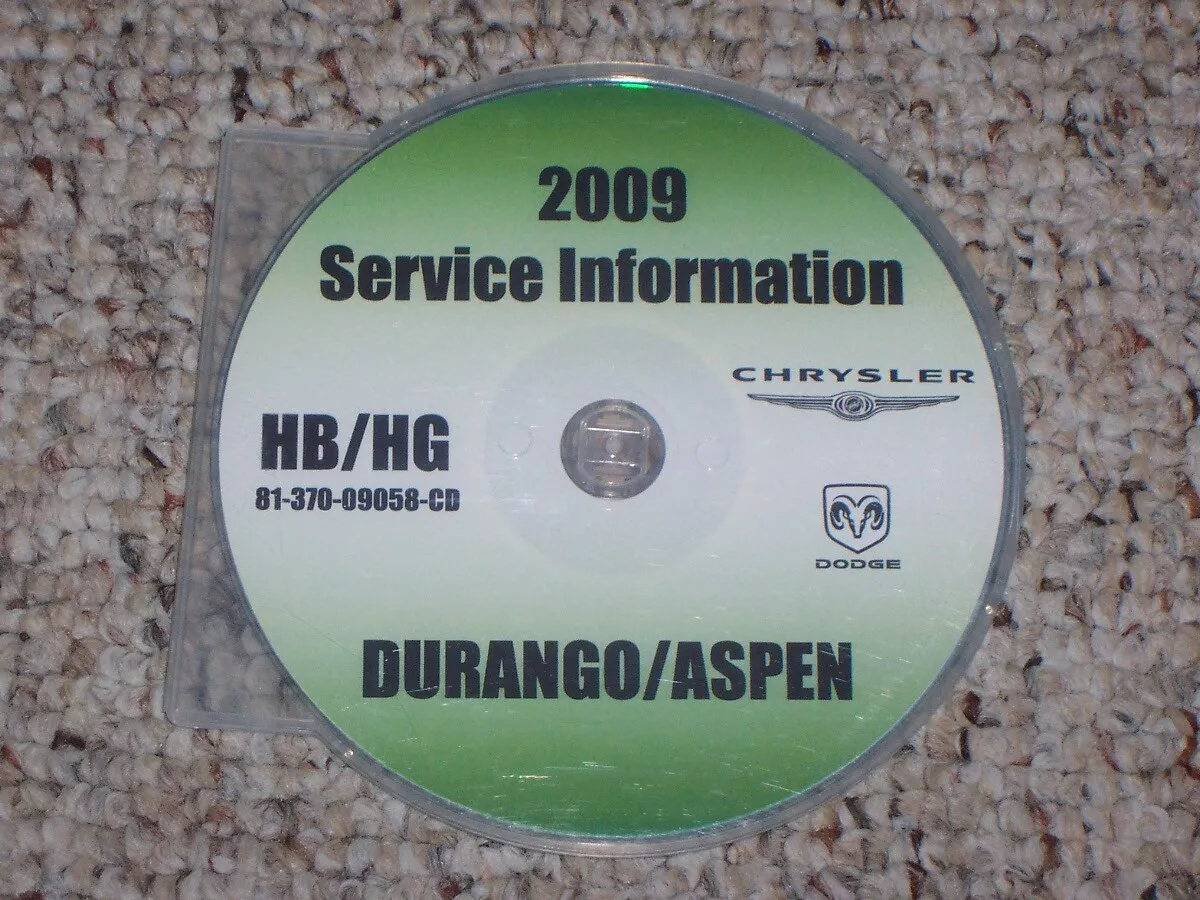 2009
Service Information
CHRYSLER
HB/HG
81-370-09058-CD
DODGE
DURANGO/ASPEN